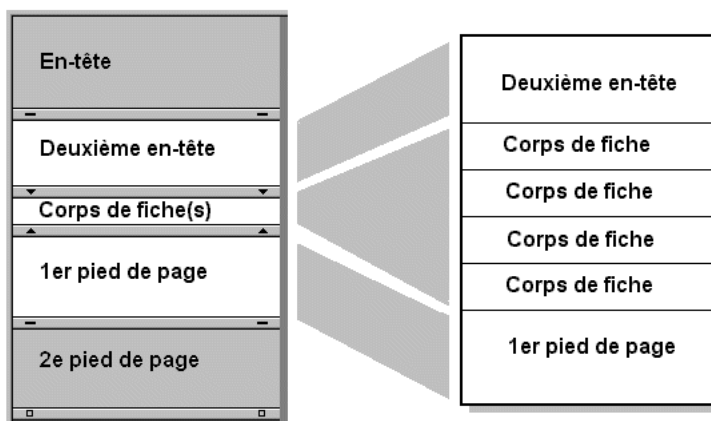 En-tête
Deuxième en-tête
Corps de fiche(s)
1er pied de page
2e pied de page
Deuxième en-tête
Corps de fiche
Corps de fiche
Corps de fiche
Corps de fiche
1er pied de page